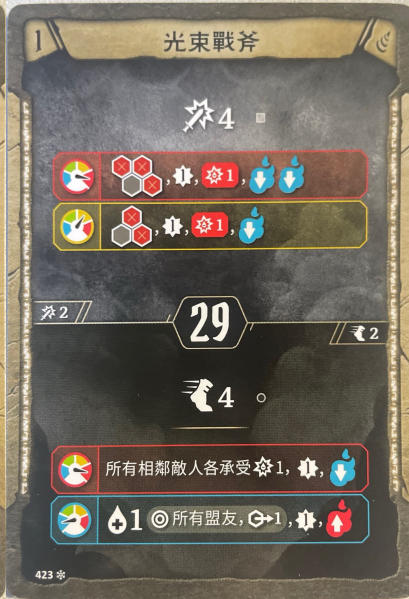 1 光束戰斧
4
, 1, 1,
, 1, 1,
2
29
2
4
所有相鄰敵人各承受 1, 1,
1 所有盟友, 1, 1,
423